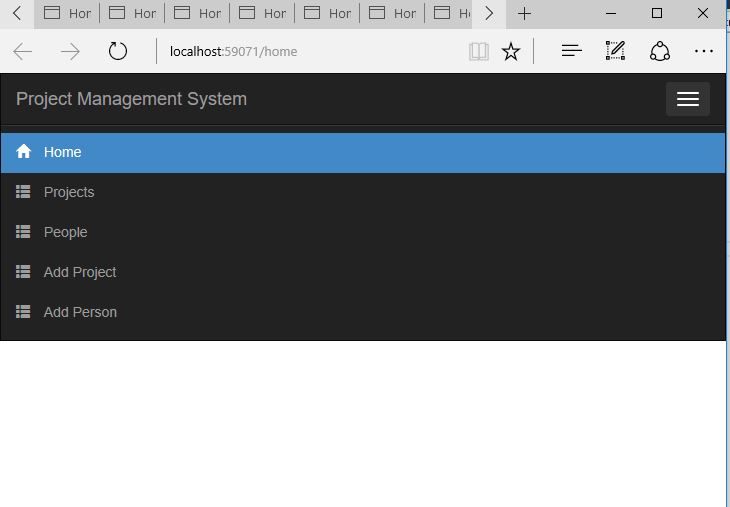 Hor Hor Hor Hor Hor Hor
localhost:59071/home
Project Management System
Home
Projects
People
Add Project
Add Person